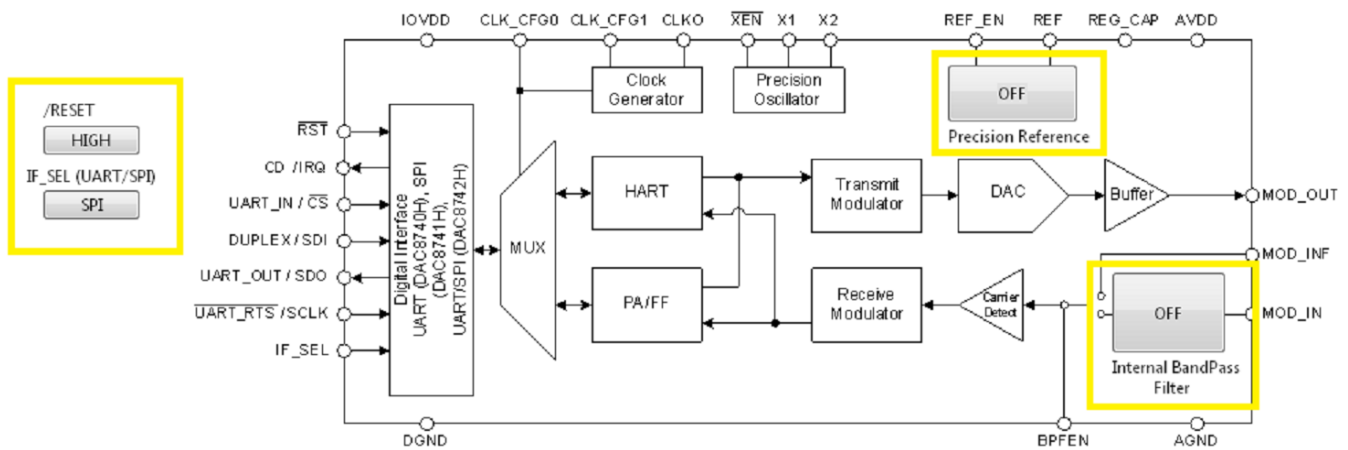 IOVDD CLK_CFG0 CLK_CFG1 CLKO XEN X1 X2 REF_EN REF REG_CAP AVDD
/RESET
HIGH
IF_SEL (UART/SPI)
SPI
Clock
Generator
Precision
Oscillator
OFF
Precision Reference
RST
CD /IRQ
UART_IN / CS
DUPLEX / SDI
UART_OUT / SDO
UART_RTS /SCLK
IF_SEL
Digital Interface
UART (DAC8740H), SPI
(DAC8741H),
UART/SPI (DAC8742H)
MUX
HART
PA/FF
Transmit
Modulator
DAC
Buffer
MOD_OUT
Receive
Modulator
Carrier
Detect
MOD_INF
OFF
MOD_IN
Internal BandPass
Filter
DGND BPFEN AGND